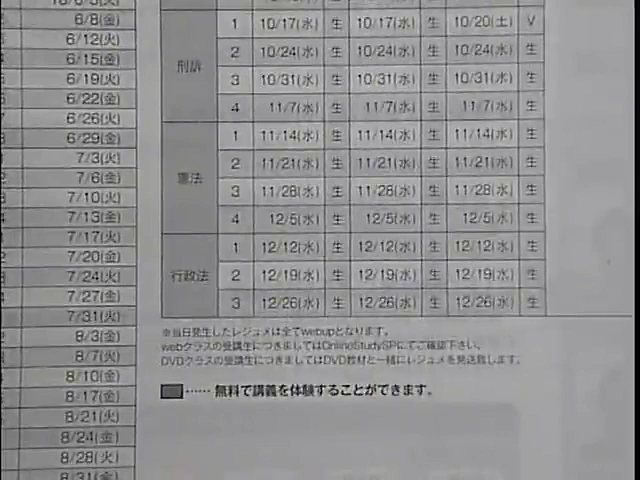 6/8(金)
6/12(火)
6/15(金)
6/19(火)
6/22(金)
6/26(火)
6/29(金)
7/3(火)
7/6(金)
7/10(火)
7/13(金)
7/17(火)
7/20(金)
7/24(火)
7/27(金)
7/31(火)
8/3(金)
8/7(火)
8/10(金)
8/17(金)
8/21(火)
8/24(金)
8/28(火)
8/31(金)
刑訴
1 10/17(水) 生 10/17(水) 生 10/20(土) V
2 10/24(水) 生 10/24(水) 生 10/24(水) 生
3 10/31(水) 生 10/31(水) 生 10/31(水) 生
4 11/7(水) 生 11/7(水) 生 11/7(水) 生
憲法
1 11/14(水) 生 11/14(水) 生 11/14(水) 生
2 11/21(水) 生 11/21(水) 生 11/21(水) 生
3 11/28(水) 生 11/28(水) 生 11/28(水) 生
4 12/5(水) 生 12/5(水) 生 12/5(水) 生
行政法
1 12/12(水) 生 12/12(水) 生 12/12(水) 生
2 12/19(水) 生 12/19(水) 生 12/19(水) 生
3 12/26(水) 生 12/26(水) 生 12/26(水) 生
※当日発生したレジュメは全てwebupとなります。
webクラスの受講生につきましてはOnlineStudySPにてご確認下さい。
DVDクラスの受講生につきましてはDVD教材と一緒にレジュメを発送致します。
……無料で講義を体験することができます。